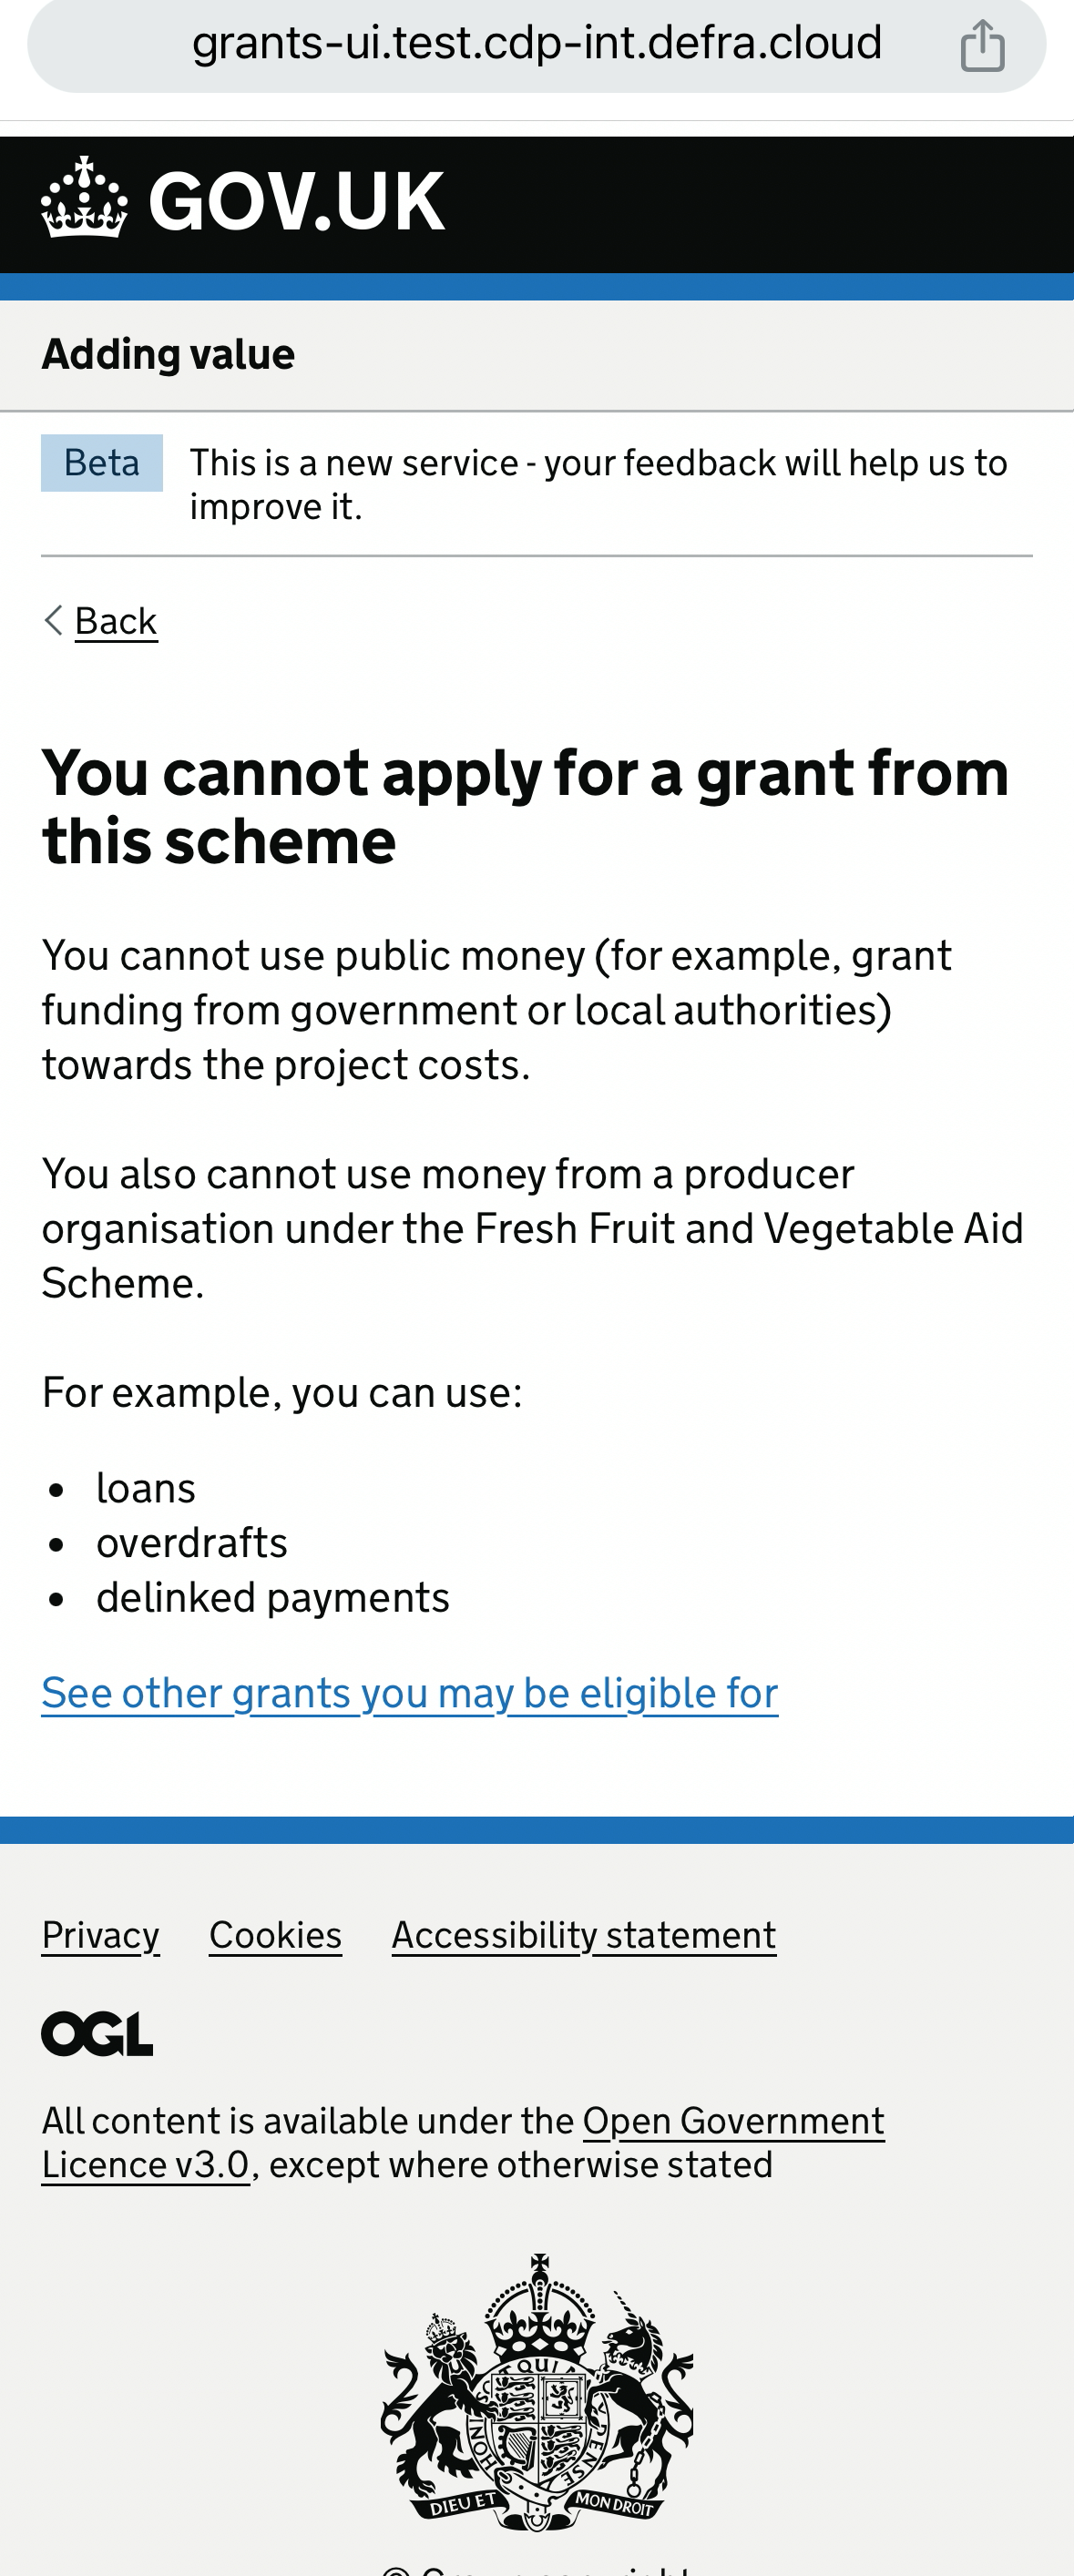 grants-ui.test.cdp-int.defra.cloud
GOV.UK
Adding value
Beta
This is a new service - your feedback will help us to
improve it.
Back
You cannot apply for a grant from
this scheme
You cannot use public money (for example, grant
funding from government or local authorities)
towards the project costs.
You also cannot use money from a producer
organisation under the Fresh Fruit and Vegetable Aid
Scheme.
For example, you can use:
• loans
• overdrafts
• delinked payments
See other grants you may be eligible for
Privacy Cookies Accessibility statement
OGL
All content is available under the Open Government
Licence v3.0, except where otherwise stated
QUI
HONI
PENSE
DIEU ET MON DROIT